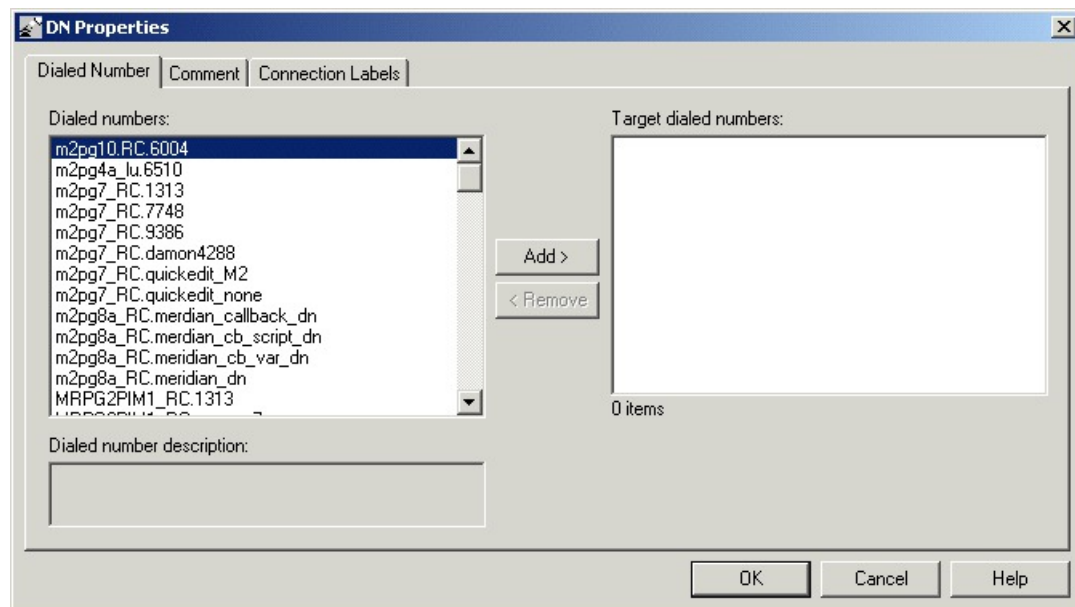 DN Properties
Dialed Number
Comment
Connection Labels
Dialed numbers:
m2pg10.RC.6004
m2pg4a_lu.6510
m2pg7_RC.1313
m2pg7_RC.7748
m2pg7_RC.9386
m2pg7_RC.damon4288
m2pg7_RC.quickedit_M2
m2pg7_RC.quickedit_none
m2pg8a_RC.merdian_callback_dn
m2pg8a_RC.merdian_cb_script_dn
m2pg8a_RC.meridian_cb_var_dn
m2pg8a_RC.meridian_dn
MRPG2PIM1_RC.1313
Add >
< Remove
Target dialed numbers:
0 items
Dialed number description:
OK
Cancel
Help